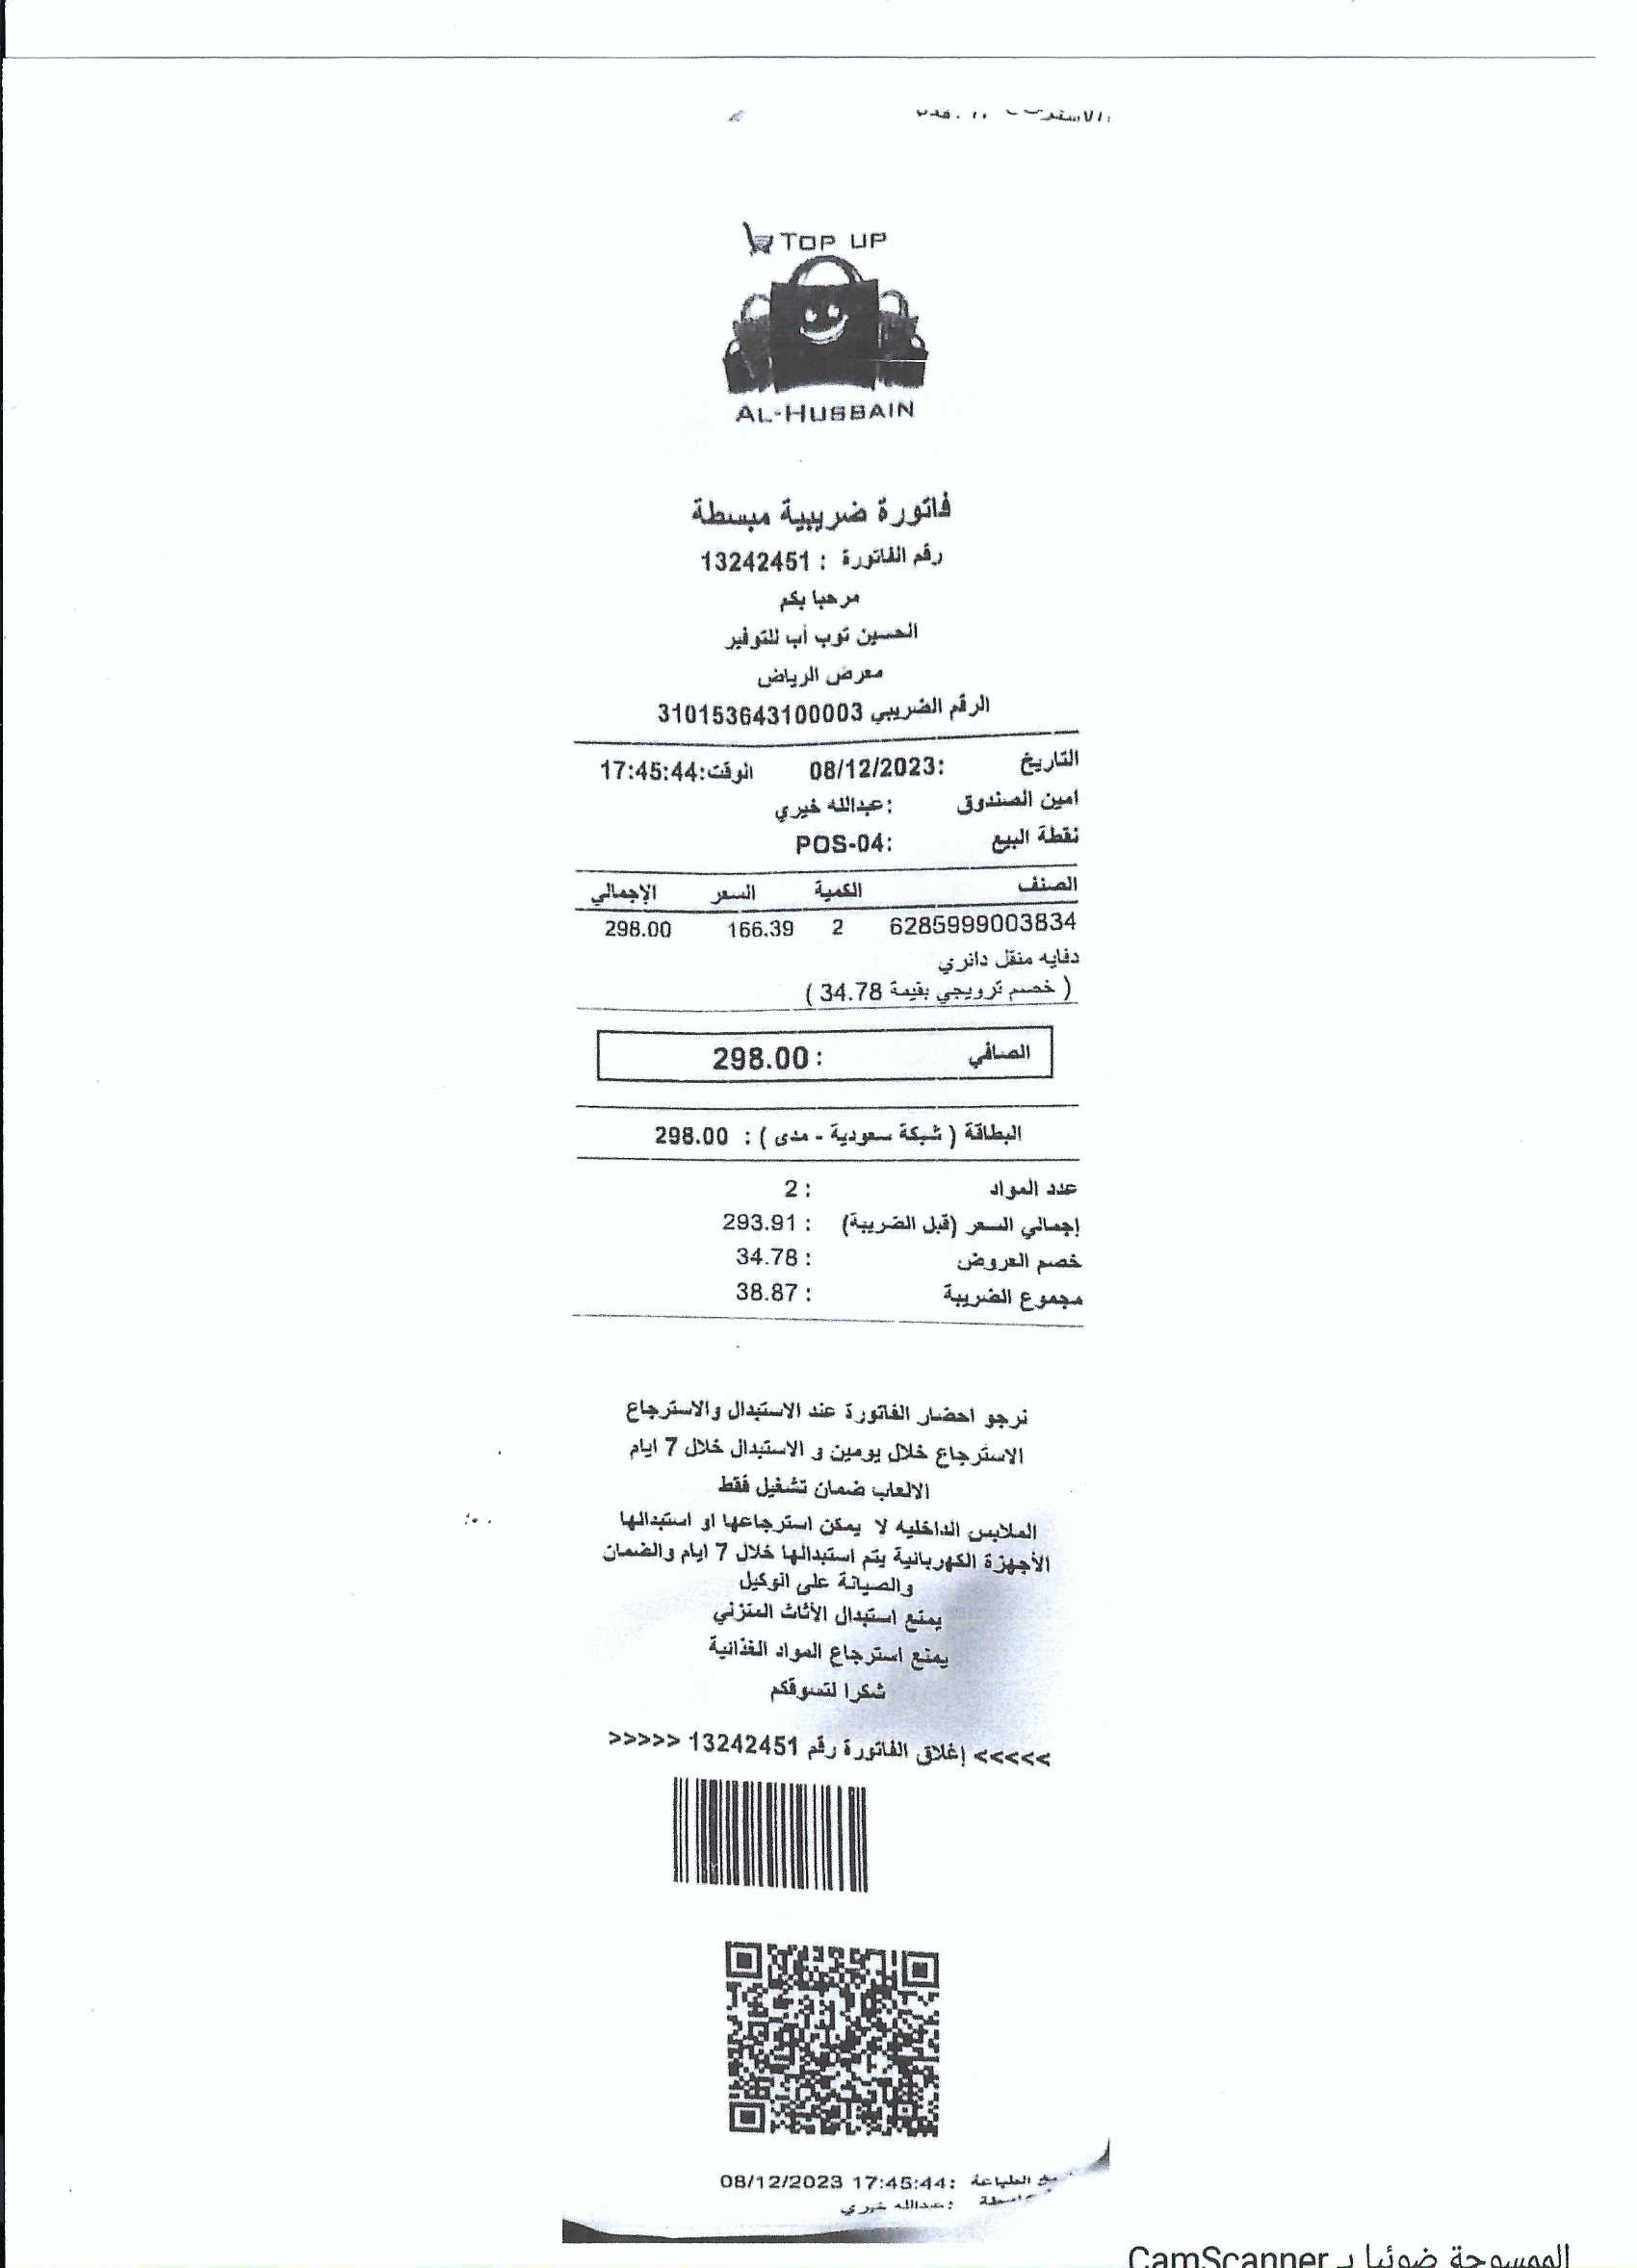 TOP UP
AL-HUSSAIN
فاتورة ضريبية مبسطة
رقم الفاتورة : 13242451
مرحبا بكم
الحسين توب أب للتوفير
معرض الرياض
الرقم الضريبي 310153643100003
التاريخ :08/12/2023 الوقت:17:45:44
امين الصندوق :عبدالله خيري
نقطة البيع :POS-04
الصنف الكمية السعر الإجمالي
6285999003834 2 166.39 298.00
دفايه منقل دائري
( خصم ترويجي بقيمة 34.78 )
الصافي : 298.00
البطاقة ( شبكة سعودية - مدى ) : 298.00
عدد المواد : 2
إجمالي السعر (قبل الضريبة) : 293.91
خصم العروض : 34.78
مجموع الضريبة : 38.87
نرجو احضار الفاتورة عند الاستبدال والاسترجاع
الاسترجاع خلال يومين و الاستبدال خلال 7 ايام
الالعاب ضمان تشغيل فقط
الملابس الداخليه لا يمكن استرجاعها او استبدالها
الأجهزة الكهربائية يتم استبدالها خلال 7 ايام والضمان
والصيانة على الوكيل
يمنع استبدال الأثاث المنزلي
يمنع استرجاع المواد الغذائية
شكرا لتسوقكم
>>>>> إغلاق الفاتورة رقم 13242451 <<<<<
الطباعة :08/12/2023 17:45:44
:عبدالله خيري
الممسوحة ضوئيا بـ CamScanner